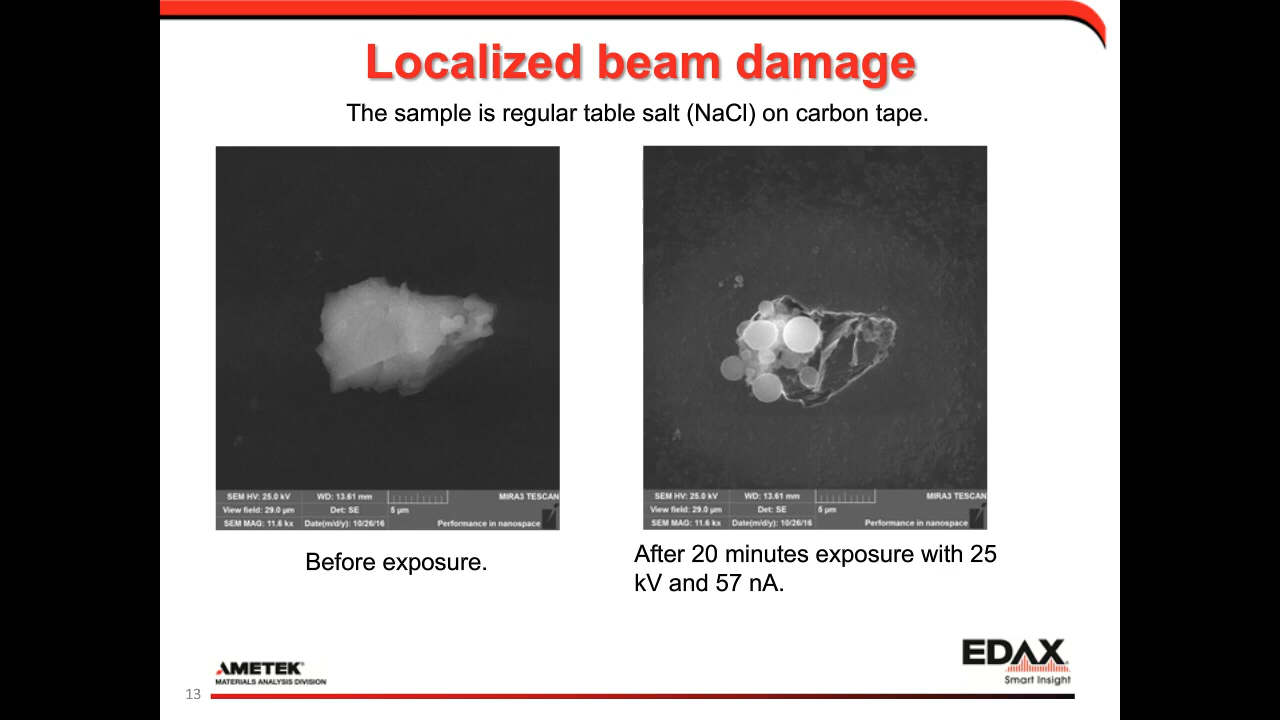 Localized beam damage
The sample is regular table salt (NaCl) on carbon tape.
SEM HV: 25.0 kV WD: 13.61 mm MIRA3 TESCAN
View field: 29.0 µm Det: SE 5 µm
SEM MAG: 11.6 kx Date(m/d/y): 10/26/16 Performance in nanospace
SEM HV: 25.0 kV WD: 13.61 mm MIRA3 TESCAN
View field: 29.0 µm Det: SE 5 µm
SEM MAG: 11.6 kx Date(m/d/y): 10/26/16 Performance in nanospace
Before exposure.
After 20 minutes exposure with 25
kV and 57 nA.
AMETEK®
MATERIALS ANALYSIS DIVISION
EDAX
Smart Insight
13